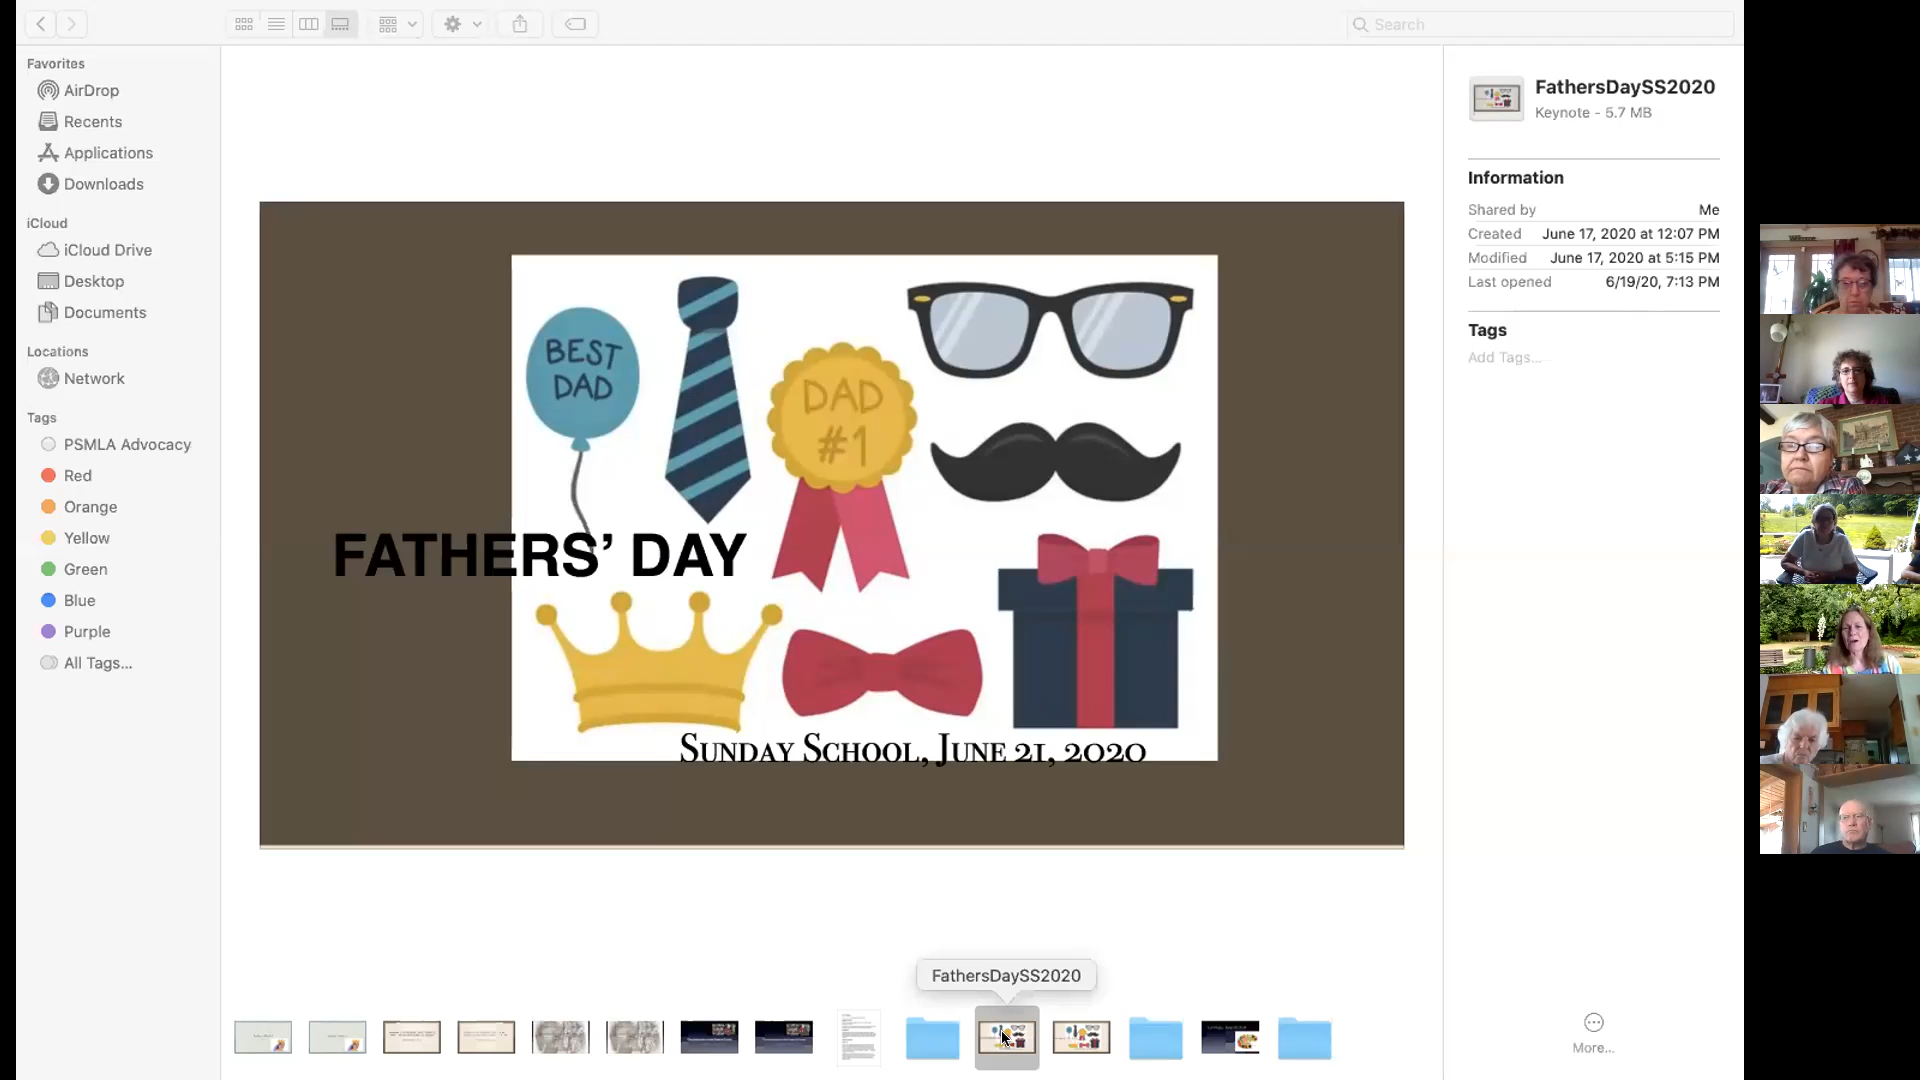 Search
Favorites
AirDrop
Recents
Applications
Downloads
iCloud
iCloud Drive
Desktop
Documents
Locations
Network
Tags
PSMLA Advocacy
Red
Orange
Yellow
Green
Blue
Purple
All Tags...
BEST
DAD
DAD
#1
FATHERS’ DAY
Sunday School, June 21, 2020
FathersDaySS2020
FathersDaySS2020
Keynote - 5.7 MB
Information
Shared by Me
Created June 17, 2020 at 12:07 PM
Modified June 17, 2020 at 5:15 PM
Last opened 6/19/20, 7:13 PM
Tags
Add Tags...
More...